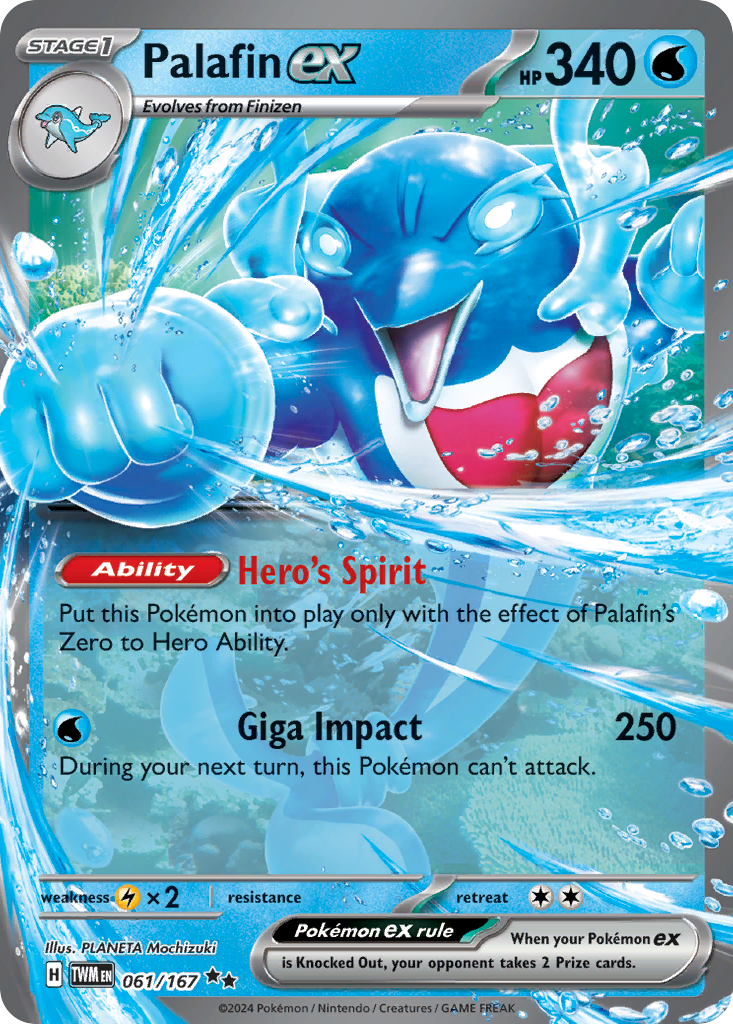 STAGE1
Palafin ex
HP 340
Evolves from Finizen
Ability Hero's Spirit
Put this Pokémon into play only with the effect of Palafin's
Zero to Hero Ability.
Giga Impact 250
During your next turn, this Pokémon can't attack.
weakness ×2 resistance retreat
Illus. PLANETA Mochizuki
Pokémon ex rule When your Pokémon ex
is Knocked Out, your opponent takes 2 Prize cards.
H TWM EN 061/167 ★★
©2024 Pokémon / Nintendo / Creatures / GAME FREAK